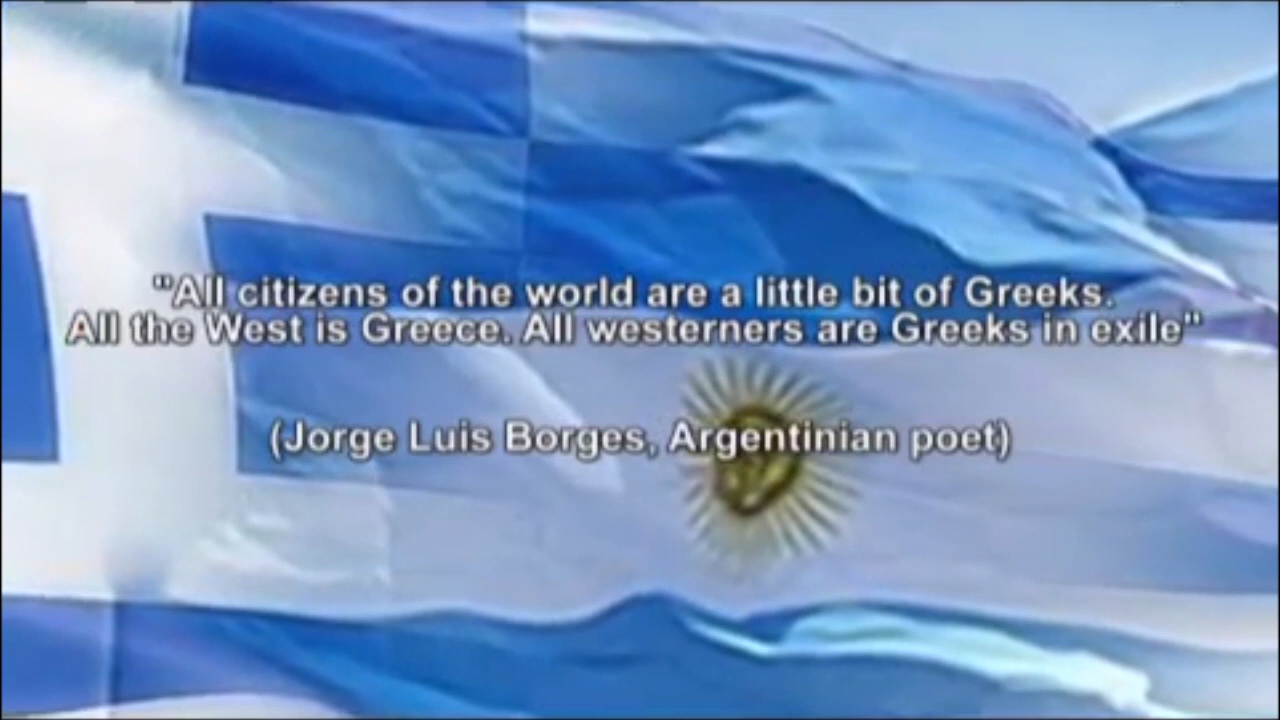 "All citizens of the world are a little bit of Greeks.
All the West is Greece. All westerners are Greeks in exile"
(Jorge Luis Borges, Argentinian poet)